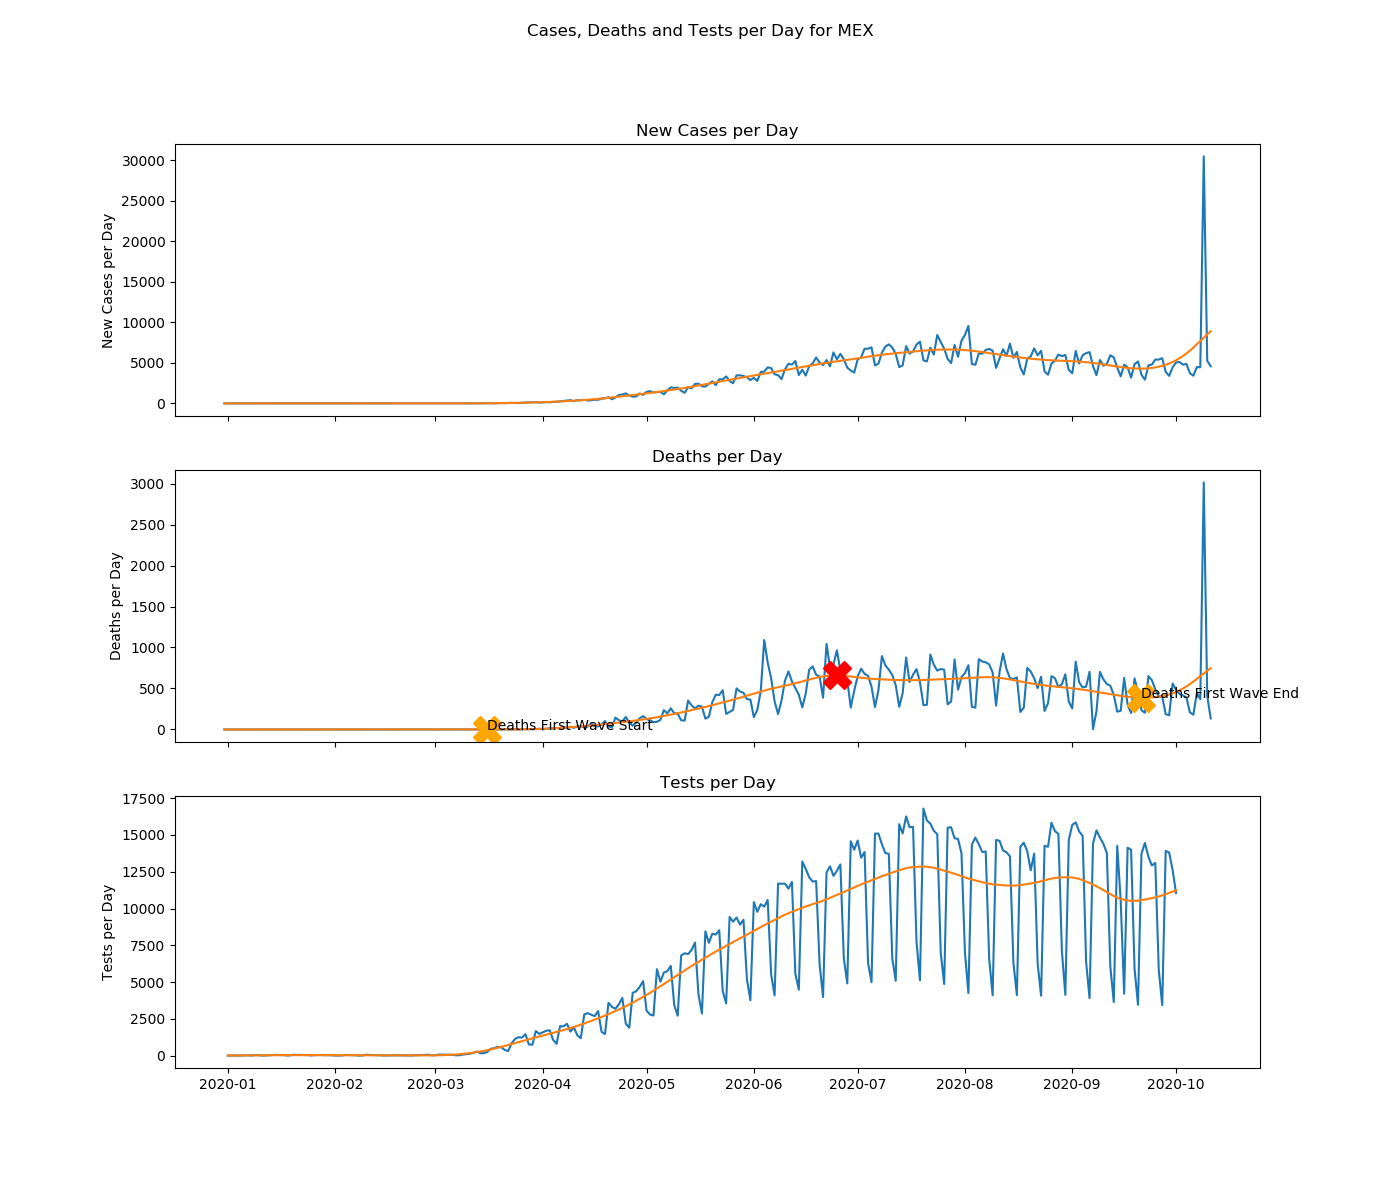 Cases, Deaths and Tests per Day for MEX
New Cases per Day
New Cases per Day
30000
25000
20000
15000
10000
5000
0
Deaths per Day
Deaths per Day
3000
2500
2000
1500
1000
500
0
Deaths First Wave Start
Deaths First Wave End
Tests per Day
Tests per Day
17500
15000
12500
10000
7500
5000
2500
0
2020-01 2020-02 2020-03 2020-04 2020-05 2020-06 2020-07 2020-08 2020-09 2020-10